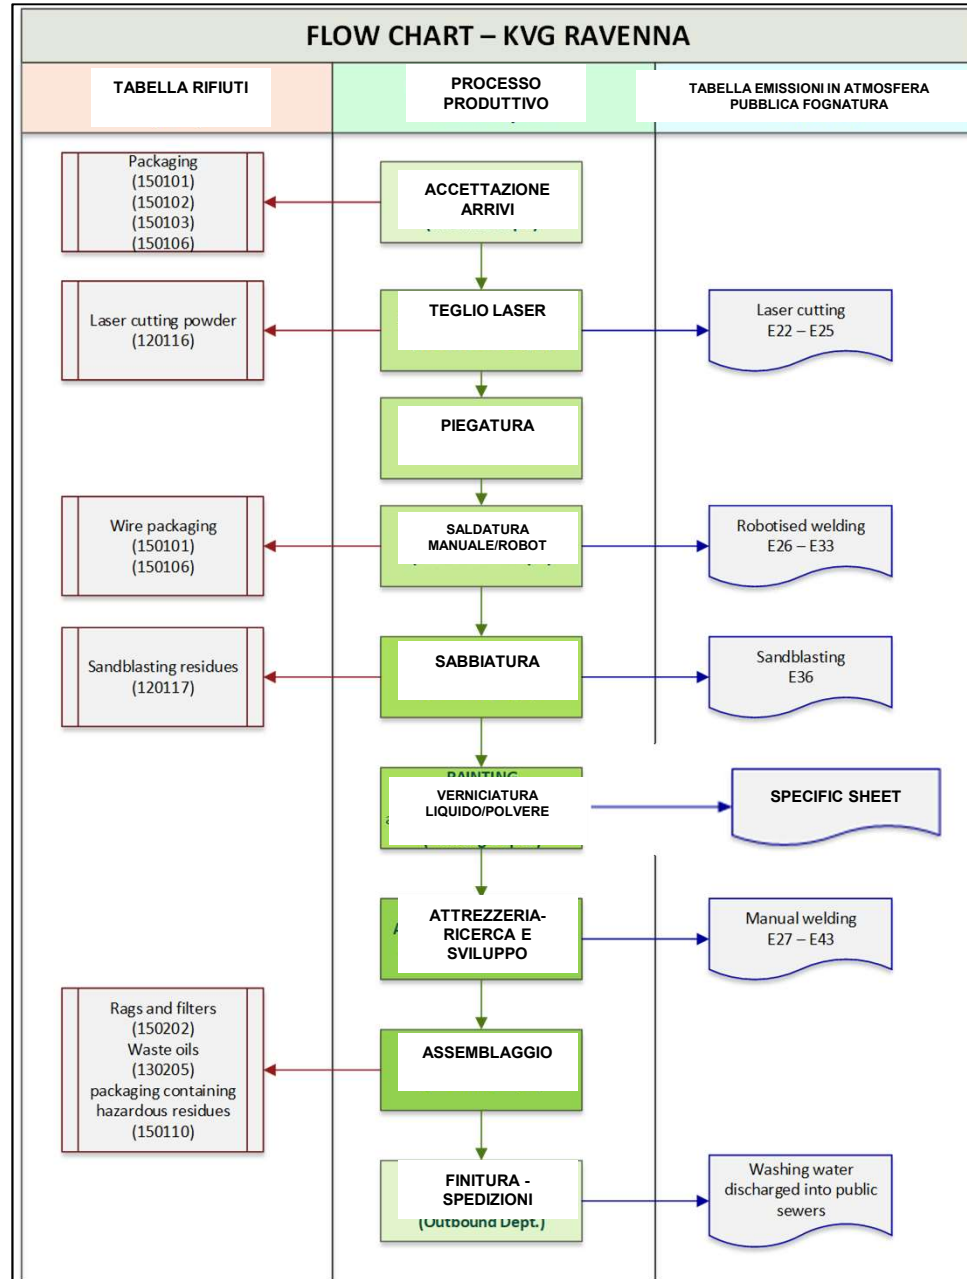 FLOW CHART – KVG RAVENNA
TABELLA RIFIUTI
PROCESSO
PRODUTTIVO
TABELLA EMISSIONI IN ATMOSFERA
PUBBLICA FOGNATURA
Packaging
(150101)
(150102)
(150103)
(150106)
ACCETTAZIONE
ARRIVI
Laser cutting powder
(120116)
TEGLIO LASER
Laser cutting
E22 – E25
PIEGATURA
Wire packaging
(150101)
(150106)
SALDATURA
MANUALE/ROBOT
Robotised welding
E26 – E33
Sandblasting residues
(120117)
SABBIATURA
Sandblasting
E36
PAINTING
VERNICIATURA
LIQUIDO/POLVERE
SPECIFIC SHEET
ATTREZZERIA-
RICERCA E
SVILUPPO
Manual welding
E27 – E43
Rags and filters
(150202)
Waste oils
(130205)
packaging containing
hazardous residues
(150110)
ASSEMBLAGGIO
FINITURA -
SPEDIZIONI
(Outbound Dept.)
Washing water
discharged into public
sewers